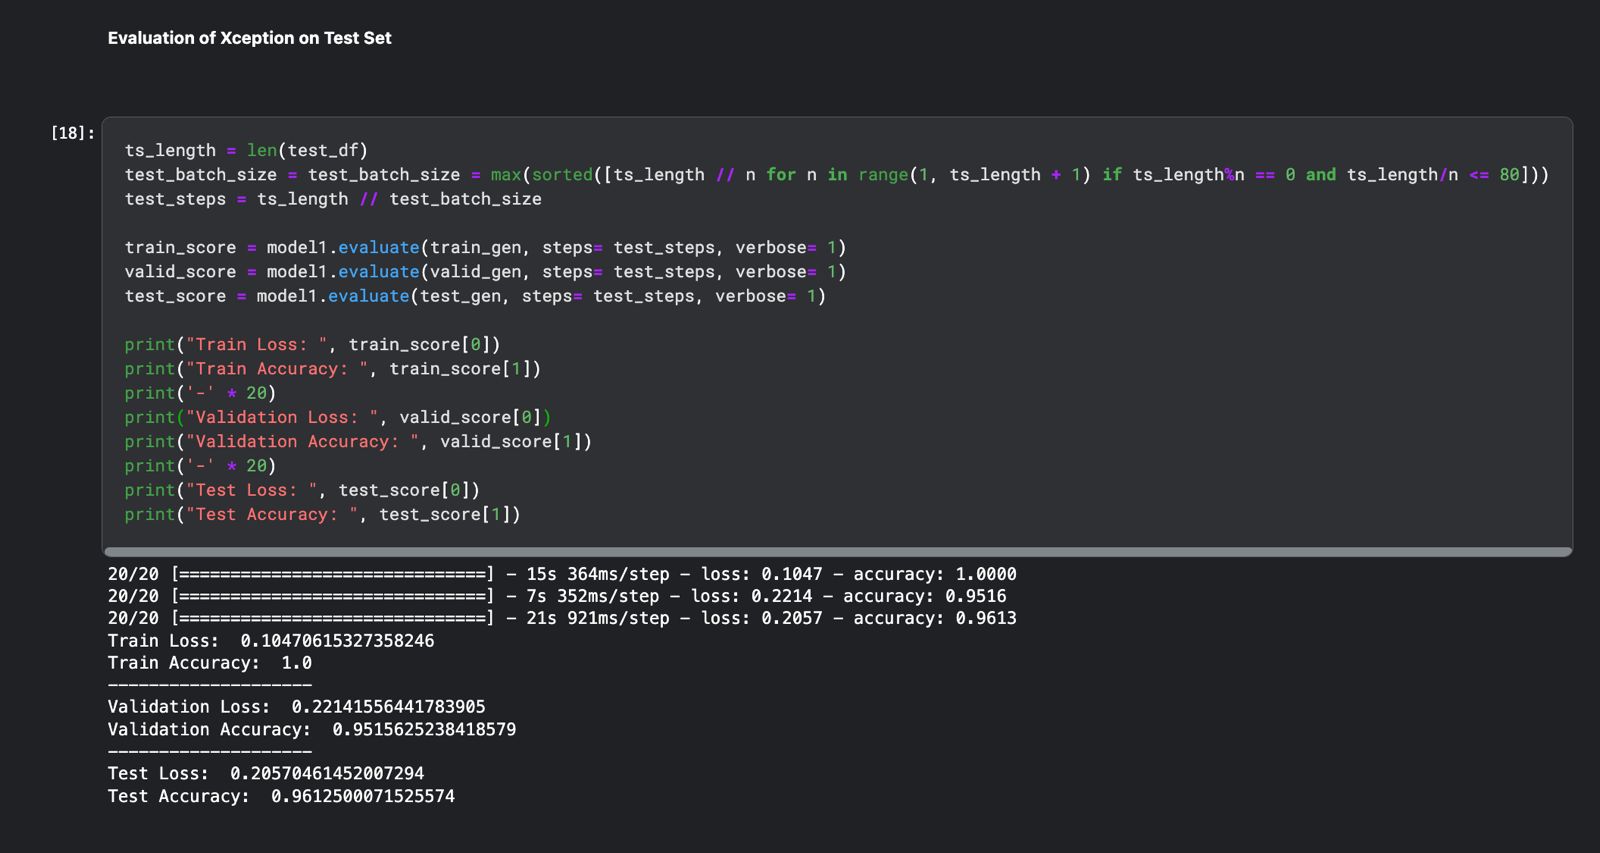 Evaluation of Xception on Test Set
[18]:
ts_length = len(test_df)
test_batch_size = test_batch_size = max(sorted([ts_length // n for n in range(1, ts_length + 1) if ts_length%n == 0 and ts_length/n <= 80]))
test_steps = ts_length // test_batch_size
train_score = model1.evaluate(train_gen, steps= test_steps, verbose= 1)
valid_score = model1.evaluate(valid_gen, steps= test_steps, verbose= 1)
test_score = model1.evaluate(test_gen, steps= test_steps, verbose= 1)
print("Train Loss: ", train_score[0])
print("Train Accuracy: ", train_score[1])
print('-' * 20)
print("Validation Loss: ", valid_score[0])
print("Validation Accuracy: ", valid_score[1])
print('-' * 20)
print("Test Loss: ", test_score[0])
print("Test Accuracy: ", test_score[1])
20/20 [==============================] - 15s 364ms/step - loss: 0.1047 - accuracy: 1.0000
20/20 [==============================] - 7s 352ms/step - loss: 0.2214 - accuracy: 0.9516
20/20 [==============================] - 21s 921ms/step - loss: 0.2057 - accuracy: 0.9613
Train Loss:  0.10470615327358246
Train Accuracy:  1.0
--------------------
Validation Loss:  0.22141556441783905
Validation Accuracy:  0.9515625238418579
--------------------
Test Loss:  0.20570461452007294
Test Accuracy:  0.9612500071525574